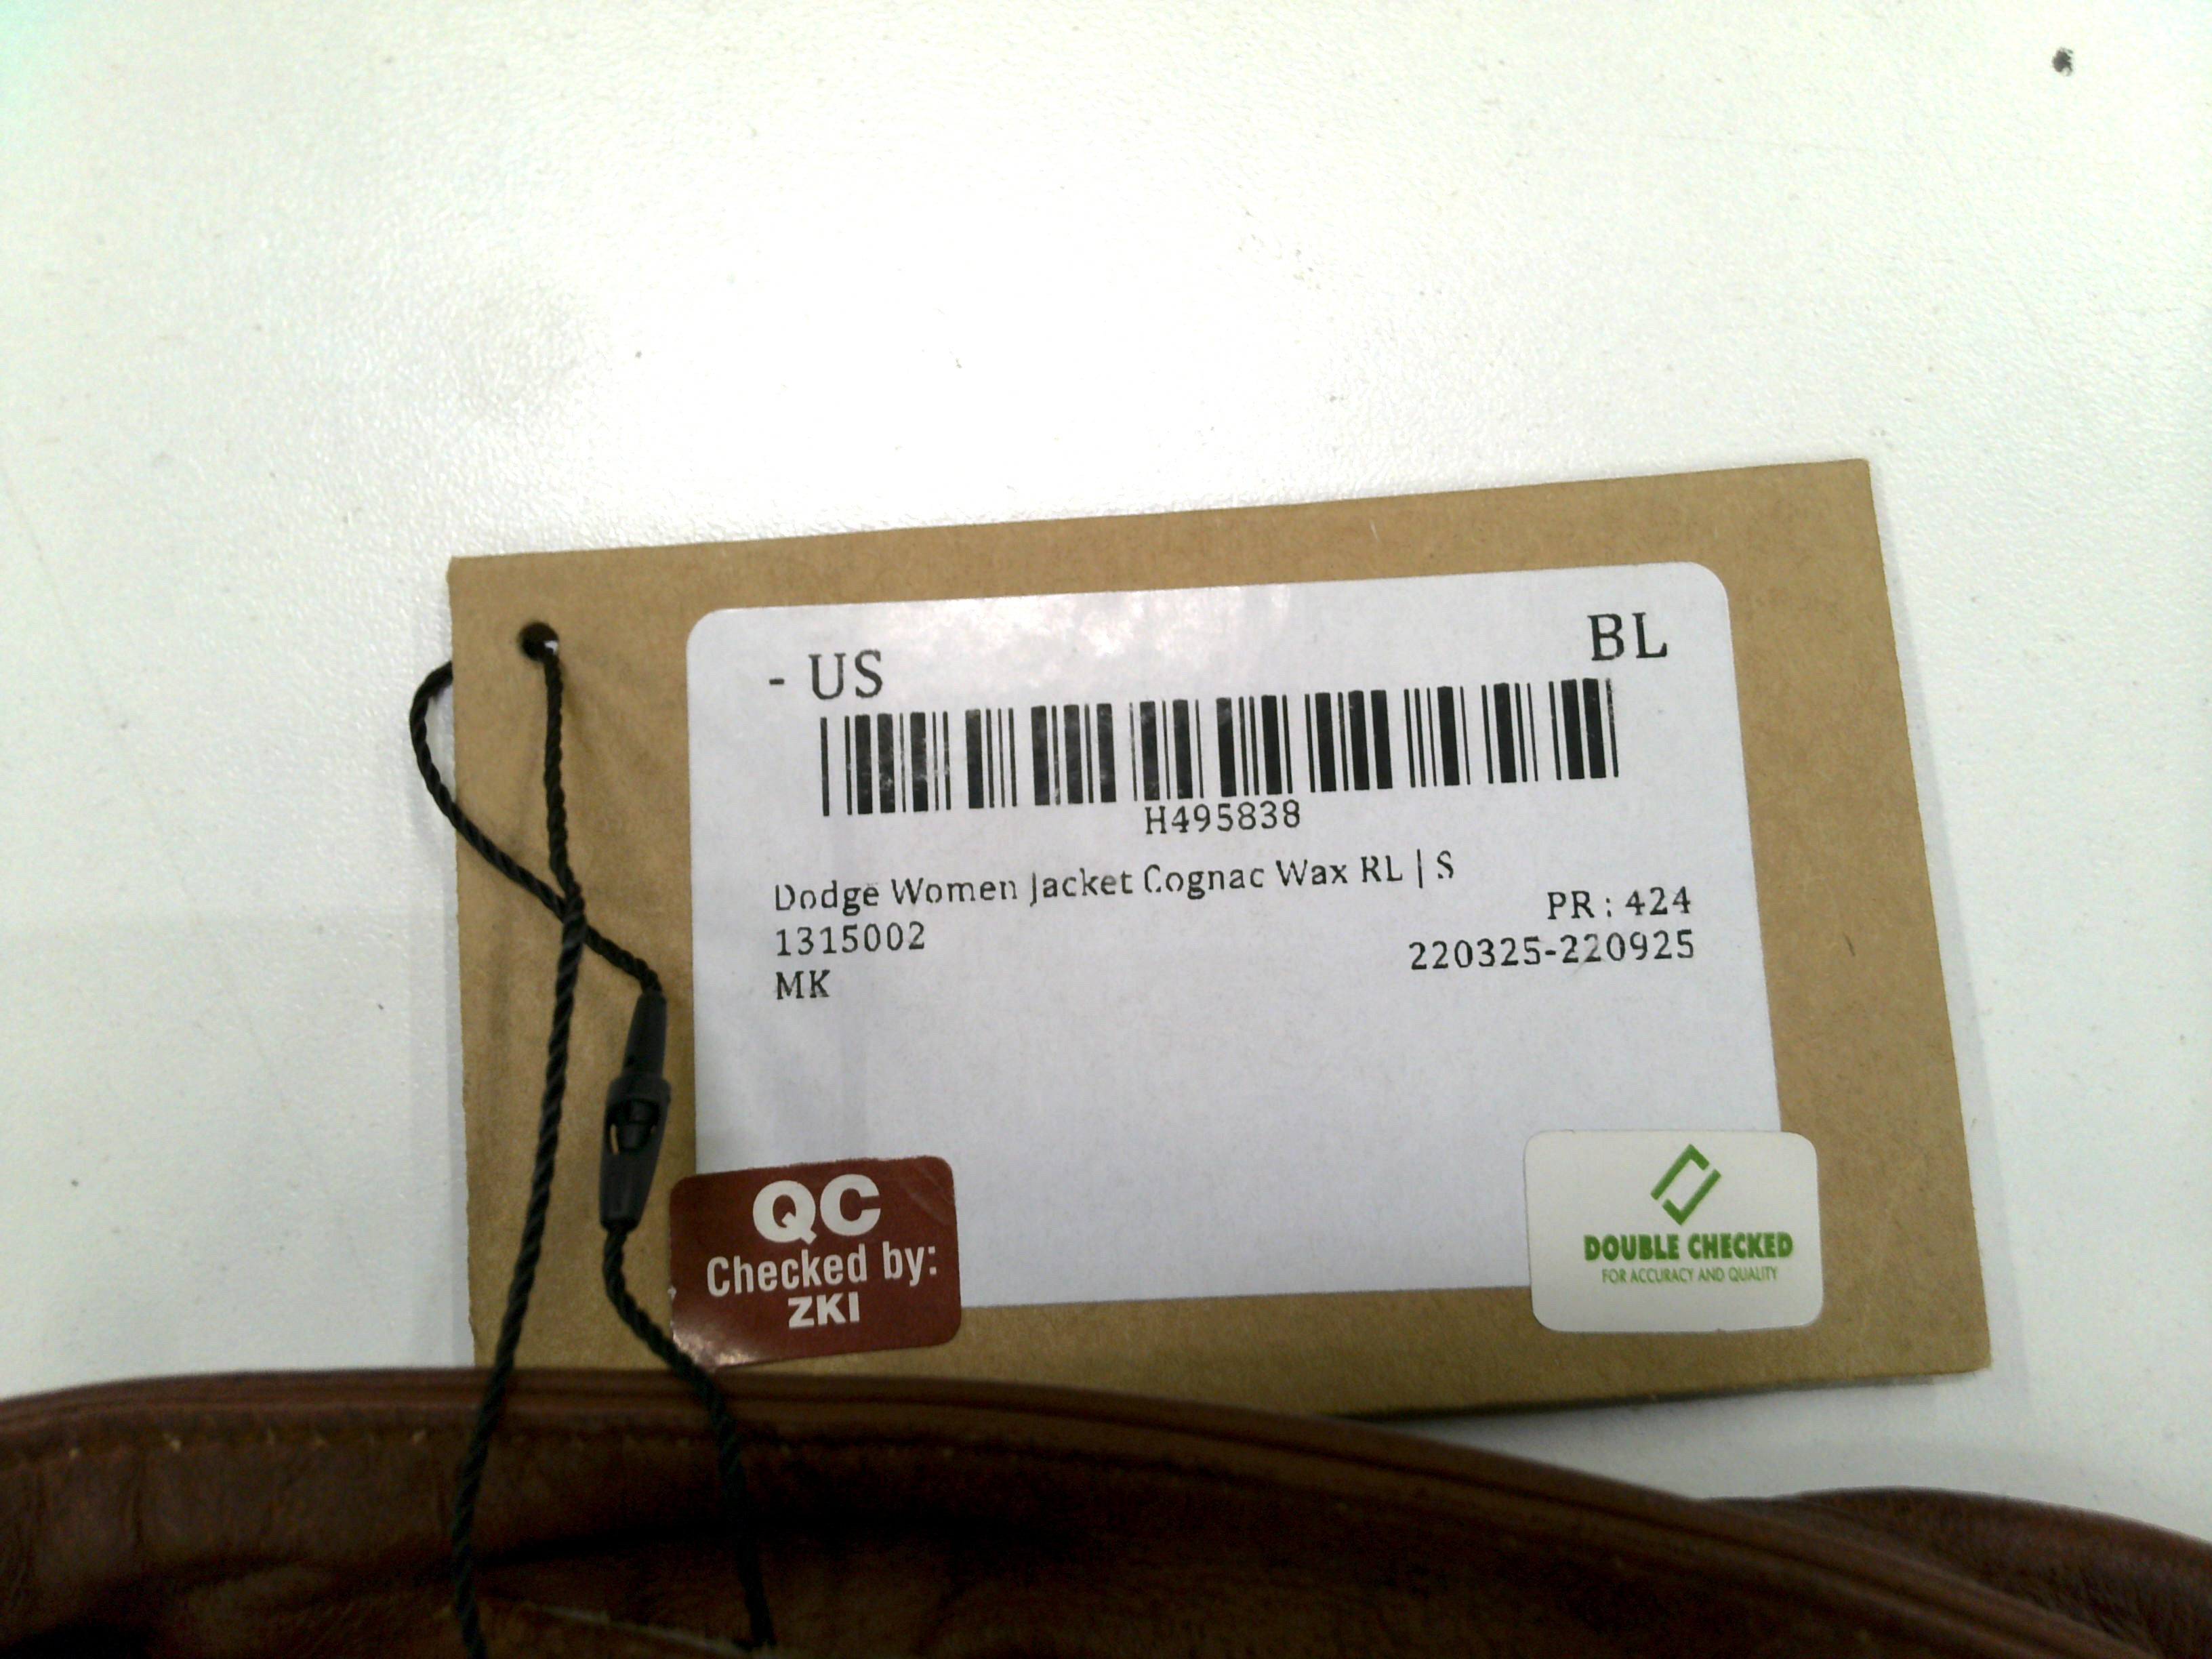 - US
BL
H495838
Dodge Women Jacket Cognac Wax RL | S
PR : 424
1315002
220325-220925
MK
QC
Checked by:
ZKI
DOUBLE CHECKED
FOR ACCURACY AND QUALITY